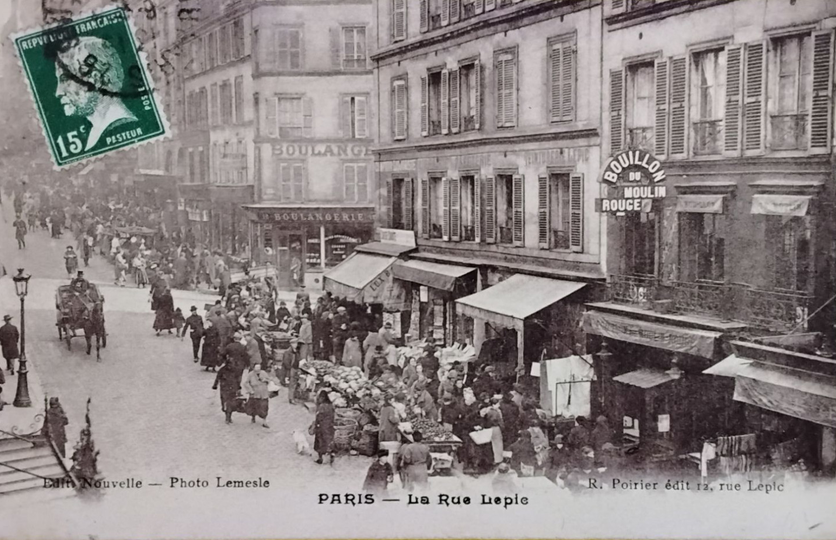 REPUBLIQUE FRANÇAISE
POSTES
15c
PASTEUR
BOULANGE
BOULANGERIE
BOUILLON
DU
MOULIN
ROUGE
Edit. Nouvelle — Photo Lemesle
R. Poirier édit 12, rue Lepic
PARIS — La Rue Lepic